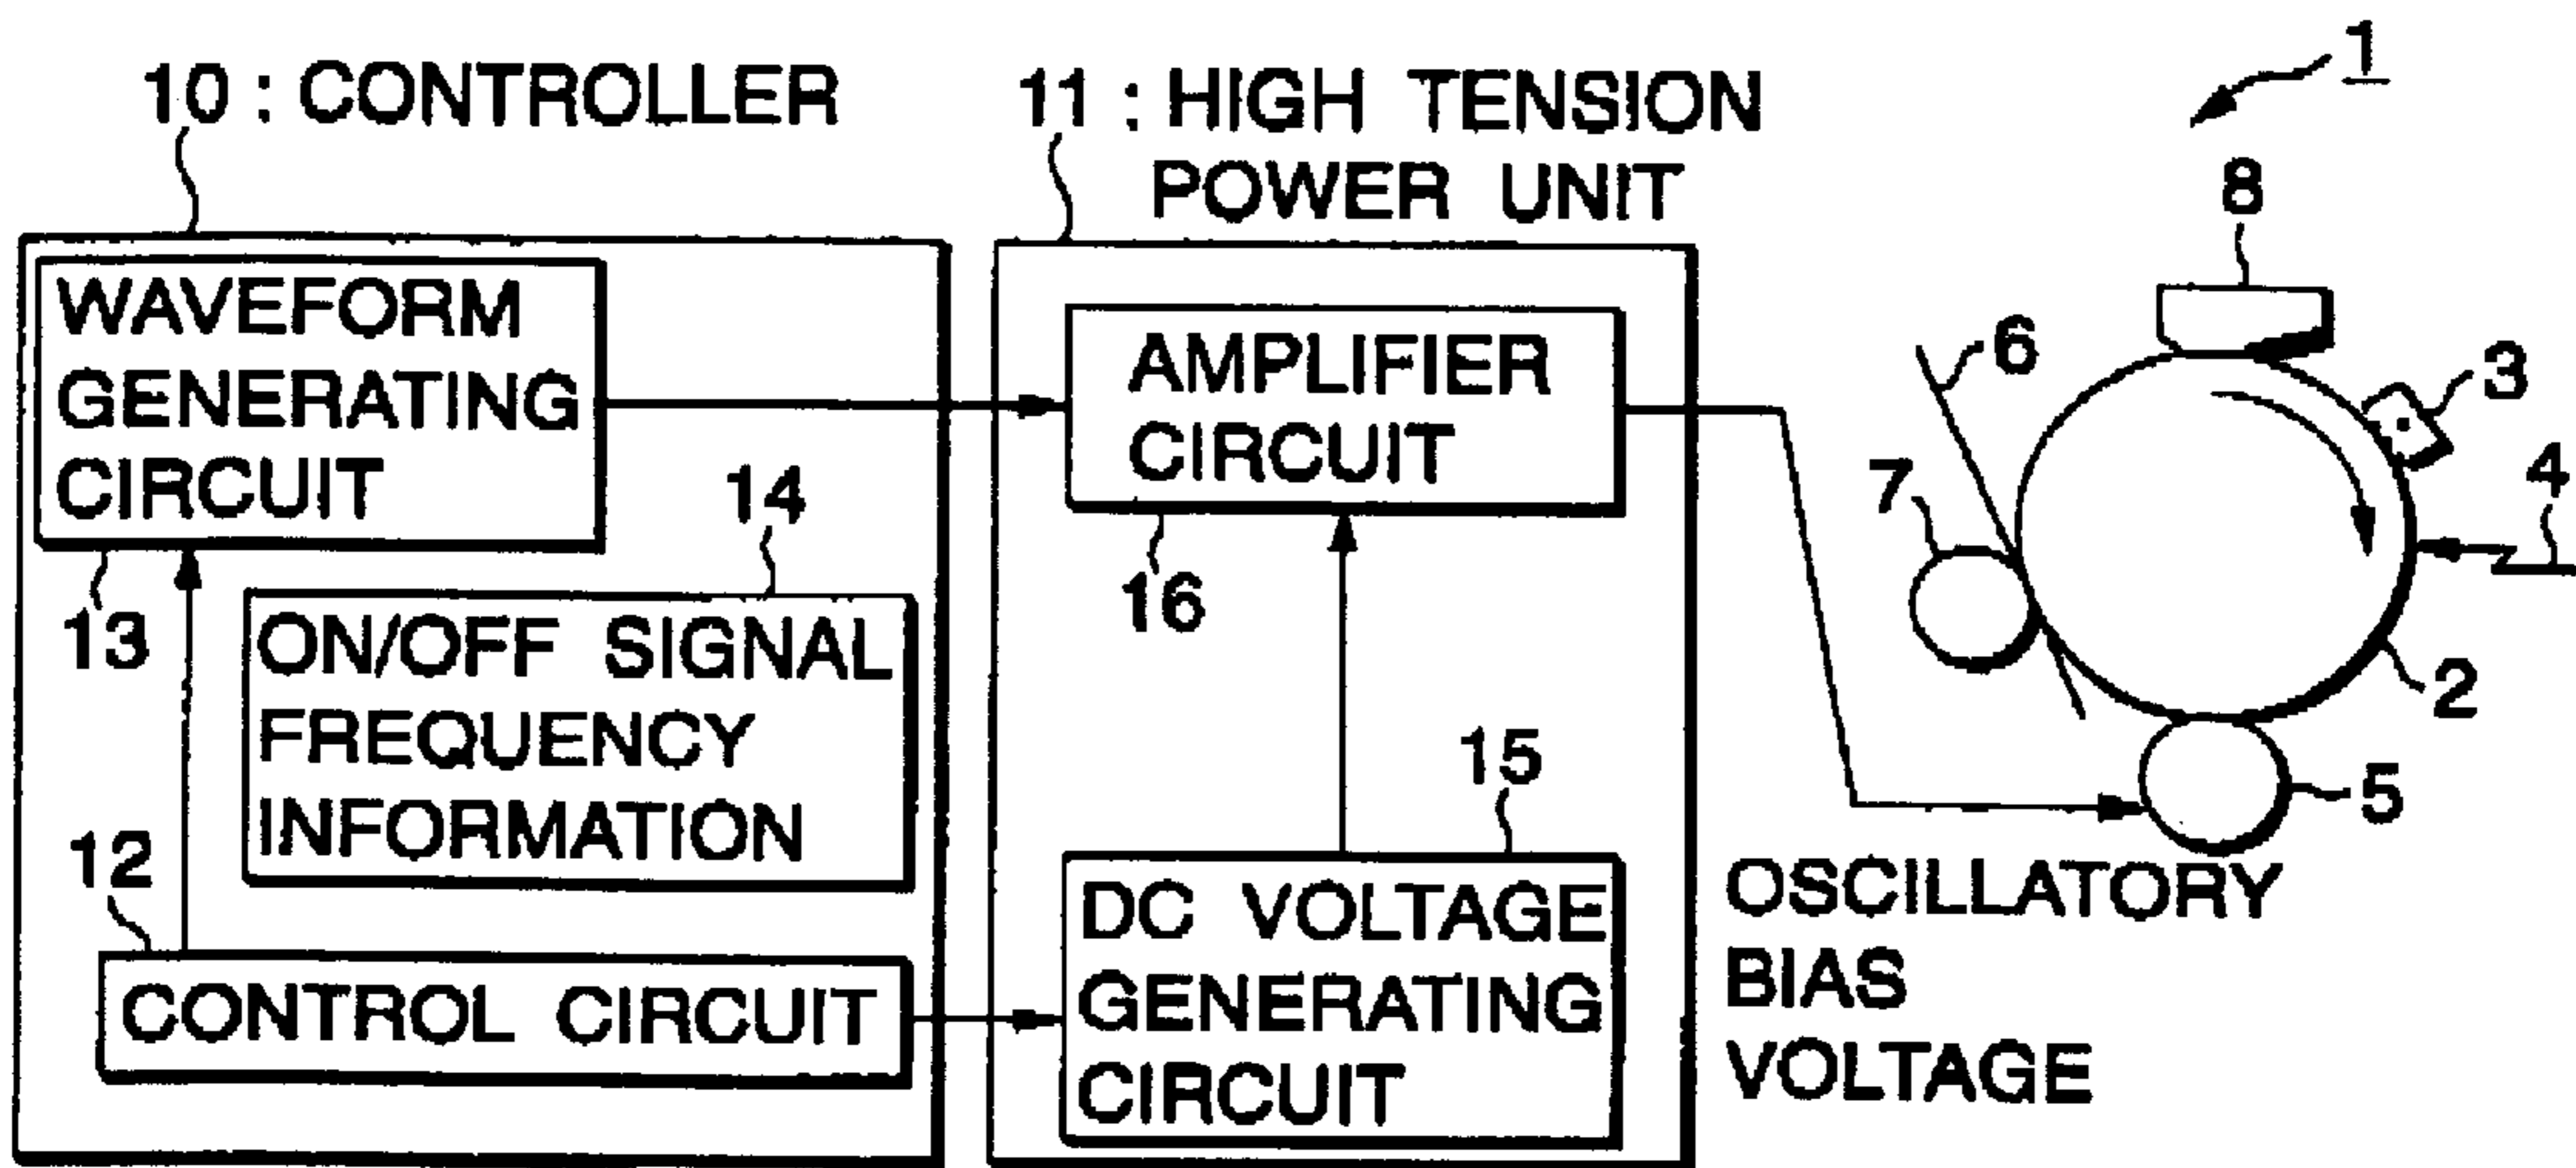 10 : CONTROLLER
11 : HIGH TENSION
POWER UNIT
1
8
WAVEFORM
GENERATING
CIRCUIT
13
14
ON/OFF SIGNAL
FREQUENCY
INFORMATION
12
CONTROL CIRCUIT
AMPLIFIER
CIRCUIT
16
15
DC VOLTAGE
GENERATING
CIRCUIT
6
3
7
4
2
5
OSCILLATORY
BIAS
VOLTAGE